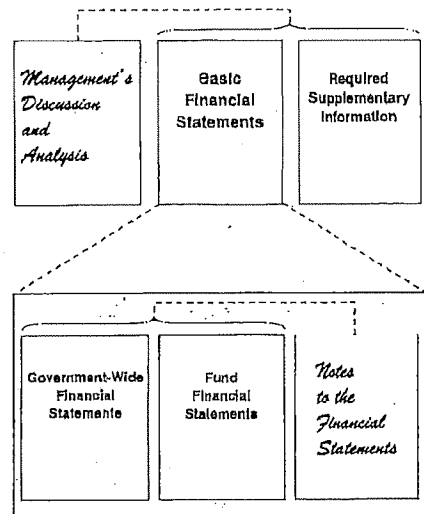 Management's
Discussion
and
Analysis
Basic
Financial
Statements
Required
Supplementary
Information
Government-Wide
Financial
Statements
Fund
Financial
Statements
Notes
to the
Financial
Statements